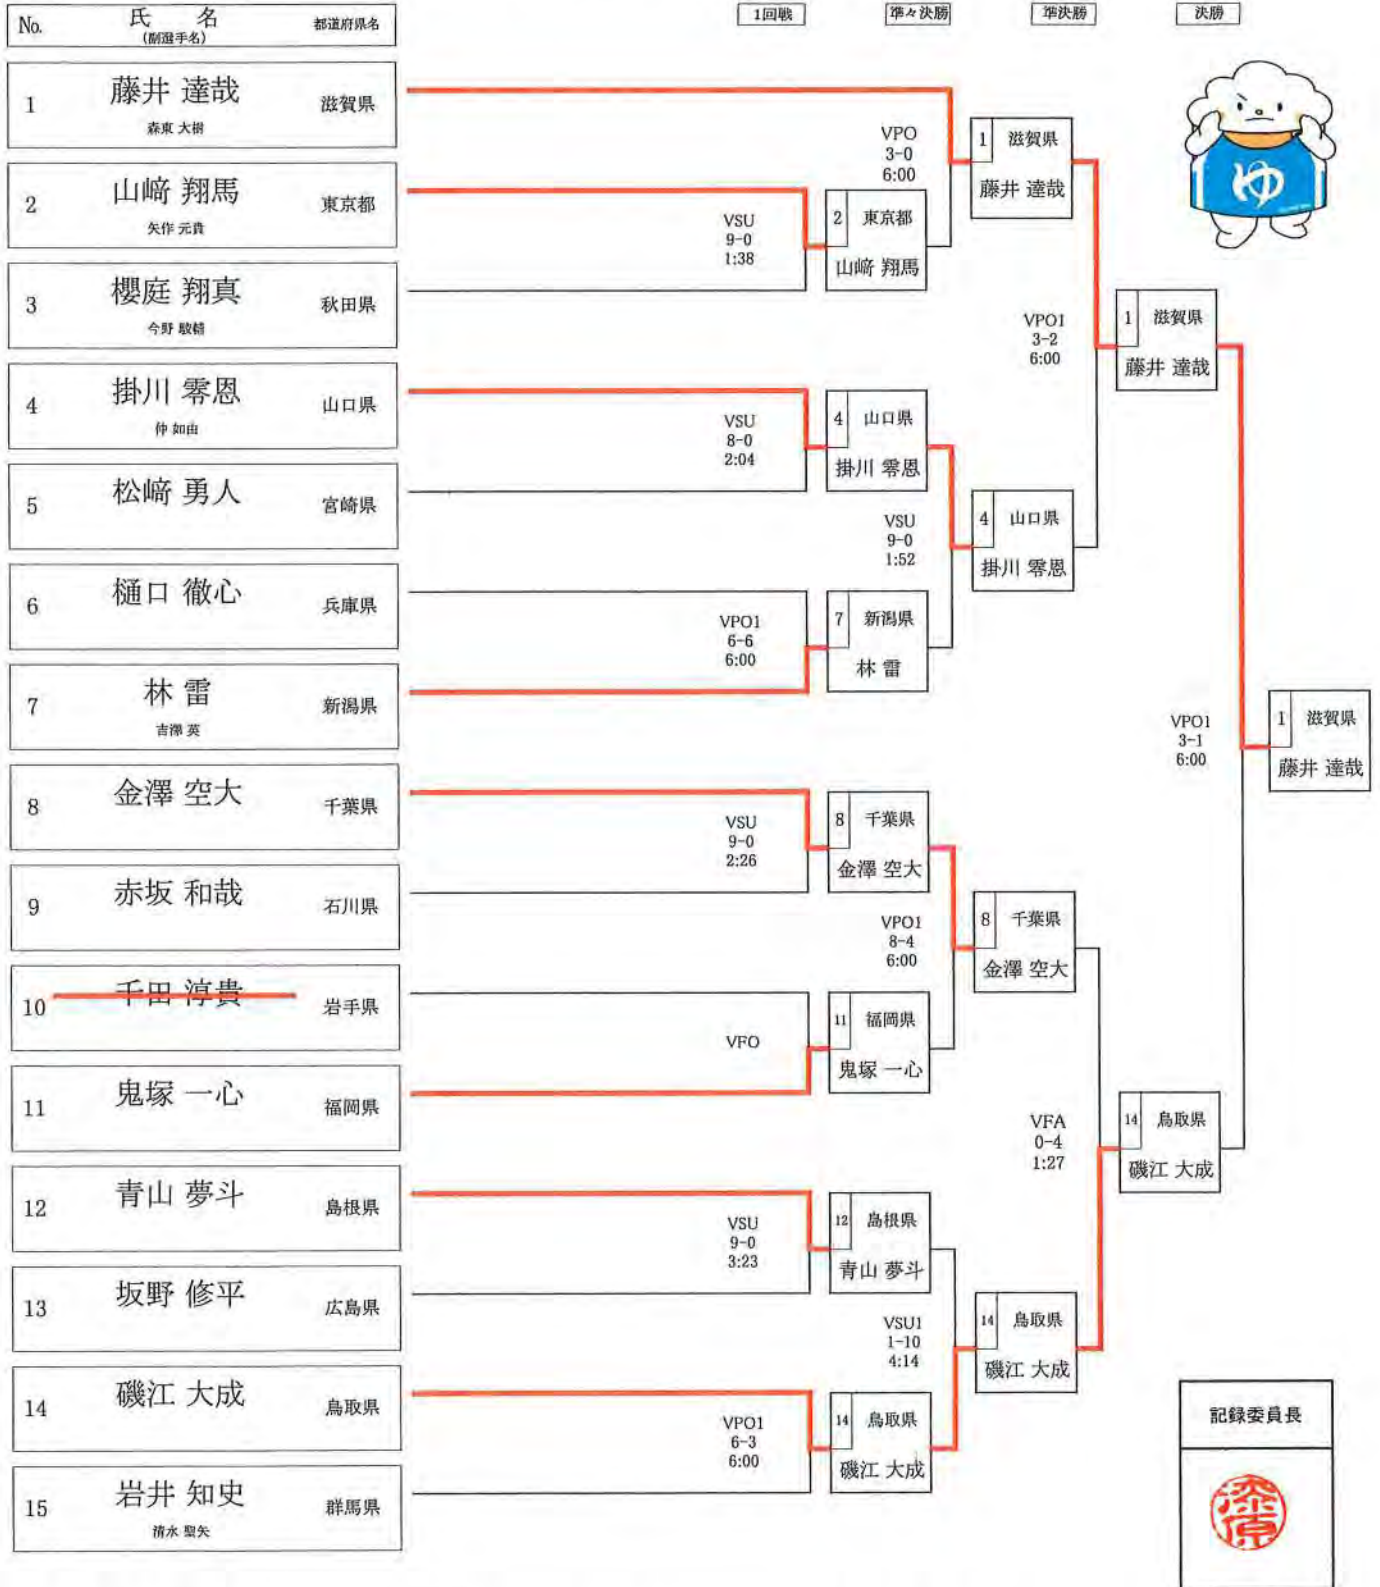 No. 氏 名 都道府県名 1回戦 準々決勝 準決勝 決勝
(副選手名)
1 藤井 達哉 滋賀県
森東 大樹
2 山﨑 翔馬 東京都
矢作 元貴
3 櫻庭 翔真 秋田県
今野
4 掛川 零恩 山口県
仲 如由
5 松﨑 勇人 宮崎県
6 樋口 徹心 兵庫県
7 林 雷 新潟県
吉澤 英
8 金澤 空大 千葉県
9 赤坂 和哉 石川県
10 千田 淳貴 岩手県
11 鬼塚 一心 福岡県
12 青山 夢斗 島根県
13 坂野 修平 広島県
14 磯江 大成 鳥取県
15 岩井 知史 群馬県
清水 聖矢
VSU
9-0
1:38
VSU
8-0
2:04
VPO1
6-6
6:00
VSU
9-0
2:26
VFO
VSU
9-0
3:23
VPO1
6-3
6:00
2 東京都
山﨑 翔馬
4 山口県
掛川 零恩
7 新潟県
林 雷
8 千葉県
金澤 空大
11 福岡県
鬼塚 一心
12 島根県
青山 夢斗
14 鳥取県
磯江 大成
VPO
3-0
6:00
VSU
9-0
1:52
VPO1
8-4
6:00
VSU1
1-10
4:14
1 滋賀県
藤井 達哉
4 山口県
掛川 零恩
8 千葉県
金澤 空大
14 鳥取県
磯江 大成
VPO1
3-2
6:00
VFA
0-4
1:27
1 滋賀県
藤井 達哉
14 鳥取県
磯江 大成
VPO1
3-1
6:00
1 滋賀県
藤井 達哉
ゆ
記録委員長